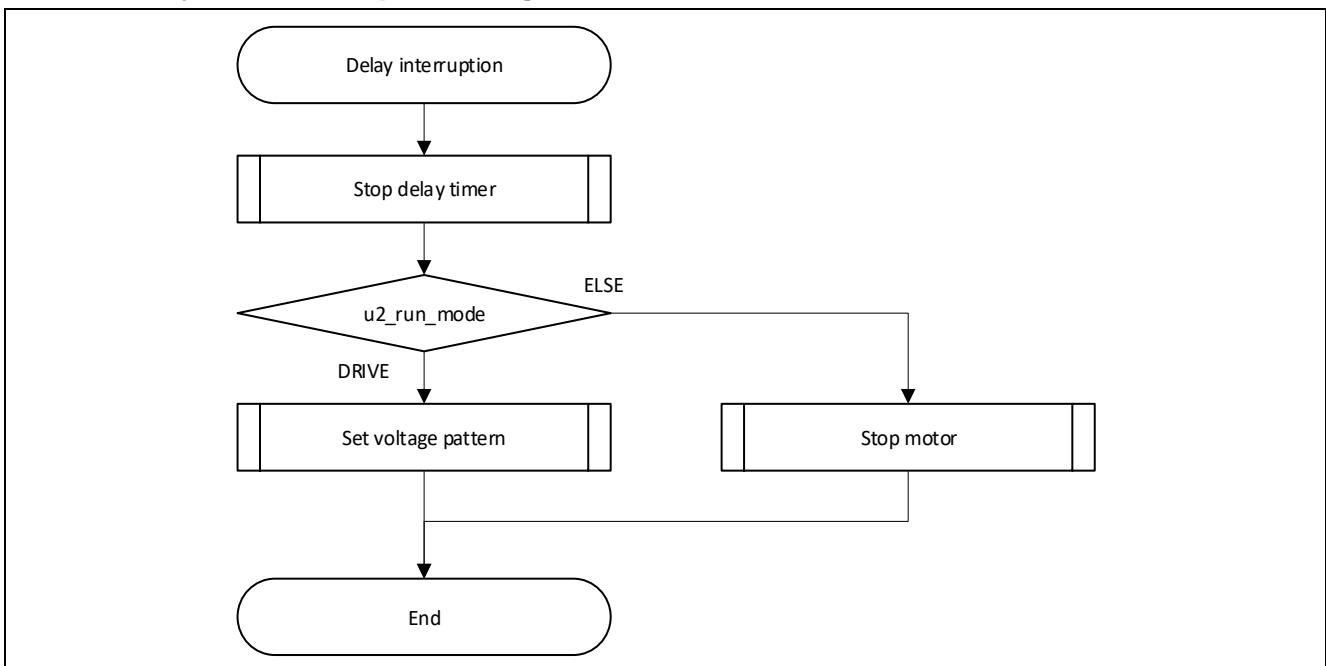 Delay interruption
Stop delay timer
u2_run_mode
ELSE
DRIVE
Set voltage pattern
Stop motor
End